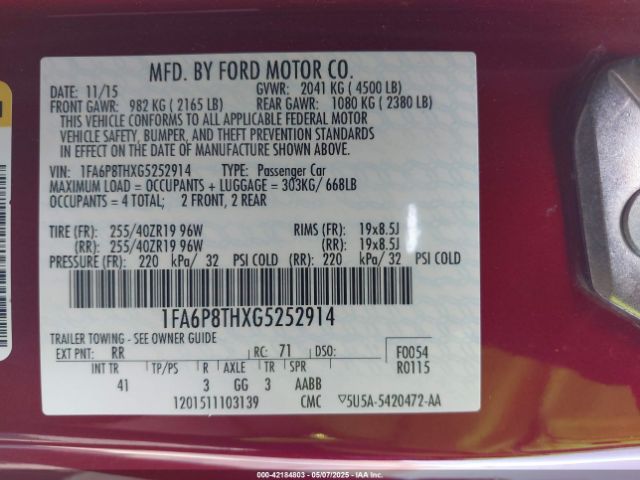 MFD. BY FORD MOTOR CO.
DATE: 11/15 GVWR: 2041 KG ( 4500 LB)
FRONT GAWR: 982 KG ( 2165 LB) REAR GAWR: 1080 KG ( 2380 LB)
THIS VEHICLE CONFORMS TO ALL APPLICABLE FEDERAL MOTOR
VEHICLE SAFETY, BUMPER, AND THEFT PREVENTION STANDARDS
IN EFFECT ON THE DATE OF MANUFACTURE SHOWN ABOVE.
VIN: 1FA6P8THXG5252914 TYPE: Passenger Car
MAXIMUM LOAD = OCCUPANTS + LUGGAGE = 303KG/ 668LB
OCCUPANTS = 4 TOTAL; 2 FRONT, 2 REAR
TIRE (FR): 255/40ZR19 96W RIMS (FR): 19x8.5J
(RR): 255/40ZR19 96W (RR): 19x8.5J
PRESSURE (FR): 220 kPa/ 32 PSI COLD (RR): 220 kPa/ 32 PSI COLD
1FA6P8THXG5252914
TRAILER TOWING - SEE OWNER GUIDE
EXT PNT: RR RC: 71 DSO: F0054
R0115
INT TR TP/PS R AXLE TR SPR
41 3 GG 3 AABB
1201511103139 CMC ▽5U5A-5420472-AA
000-42184803 - 05/07/2025 - IAA Inc.